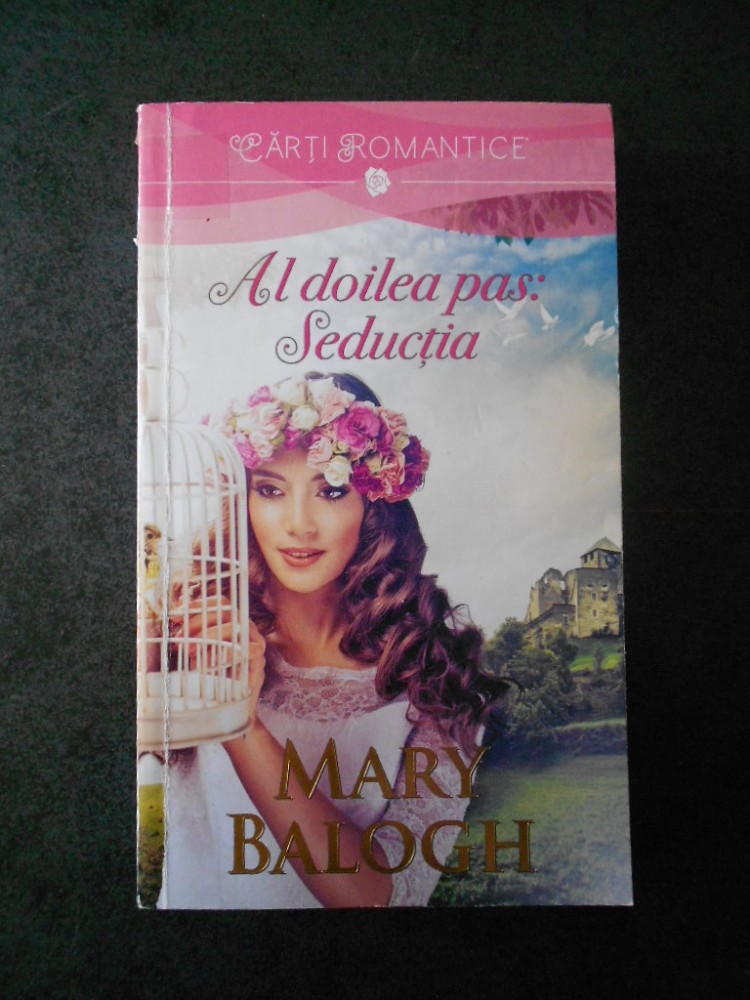 CĂRȚI ROMANTICE
Al doilea pas:
Seducția
MARY
BALOGH